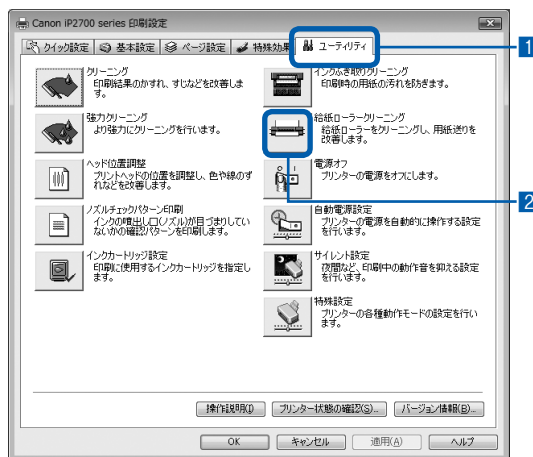 Canon iP2700 series 印刷設定
クイック設定 基本設定 ページ設定 特殊効果 ユーティリティ
1
クリーニング
印刷結果のかすれ、すじなどを改善しま
す。
インクふき取りクリーニング
印刷時の用紙の汚れを防ぎます。
強力クリーニング
より強力にクリーニングを行います。
給紙ローラークリーニング
給紙ローラーをクリーニングし、用紙送りを
改善します。
2
ヘッド位置調整
プリントヘッドの位置を調整し、色や線のず
れなどを改善します。
電源オフ
プリンターの電源をオフにします。
ノズルチェックパターン印刷
インクの噴出し口(ノズル)が目づまりしてい
ないかの確認パターンを印刷します。
自動電源設定
プリンターの電源を自動的に操作する設定
を行います。
インクカートリッジ設定
印刷に使用するインクカートリッジを指定し
ます。
サイレント設定
夜間など、印刷中の動作音を抑える設定
を行います。
特殊設定
プリンターの各種動作モードの設定を行い
ます。
操作説明(I) プリンター状態の確認(S)... バージョン情報(B)...
OK キャンセル 適用(A) ヘルプ